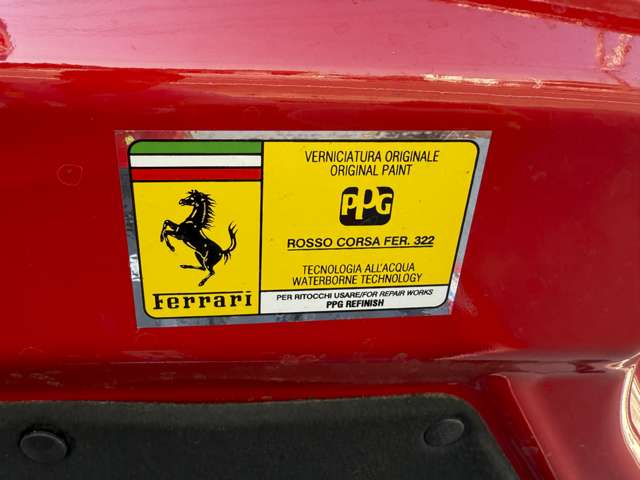 VERNICIATURA ORIGINALE
ORIGINAL PAINT
PPG
ROSSO CORSA FER. 322
TECNOLOGIA ALL'ACQUA
WATERBORNE TECHNOLOGY
Ferrari
PER RITOCCHI USARE/FOR REPAIR WORKS
PPG REFINISH